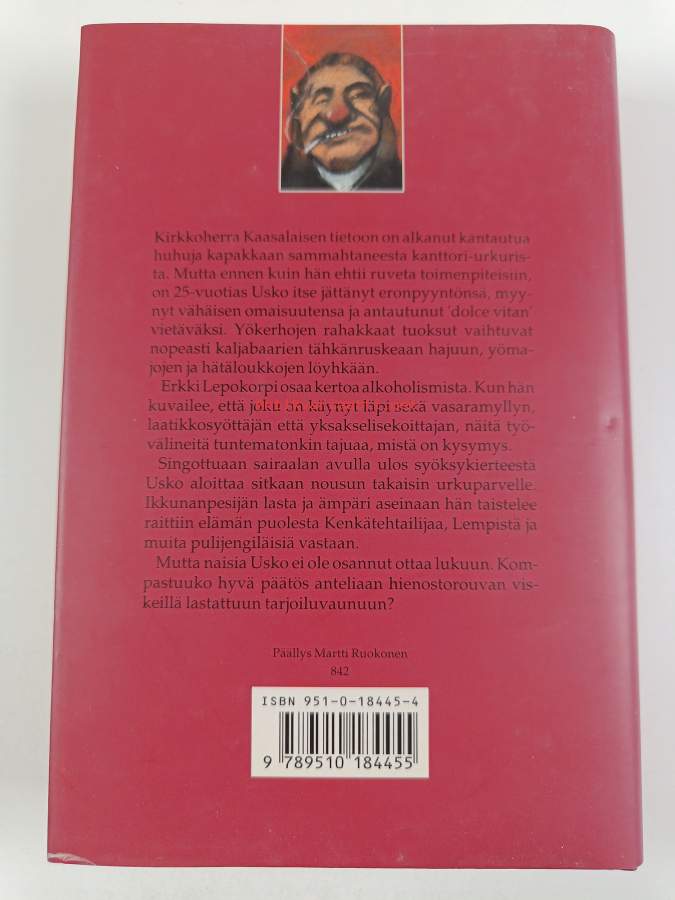 Kirkkoherra Kaasalaisen tietoon on alkanut kantautua
huhuja kapakkaan sammahtaneesta kanttori-urkuris-
ta. Mutta ennen kuin hän ehtii ruveta toimenpiteisiin,
on 25-vuotias Usko itse jättänyt eronpyyntönsä, myy-
nyt vähäisen omaisuutensa ja antautunut 'dolce vitan'
vietäväksi. Yökerhojen rahakkaat tuoksut vaihtuvat
nopeasti kaljabaarien tähkänruskeaan hajuun, yöma-
jojen ja hätäloukkojen löyhkään.
Erkki Lepokorpi osaa kertoa alkoholismista. Kun hän
kuvailee, että joku on käynyt läpi sekä vasaramyllyn,
laatikkosyöttäjän että yksakselisekoittajan, näitä työ-
välineitä tuntematonkin tajuaa, mistä on kysymys.
Singottuaan sairaalan avulla ulos syöksykierteestä
Usko aloittaa sitkaan nousun takaisin urkuparvelle.
Ikkunanpesijän lasta ja ämpäri aseinaan hän taistelee
raittiin elämän puolesta Kenkätehtailijaa, Lempistä ja
muita pulijengiläisiä vastaan.
Mutta naisia Usko ei ole osannut ottaa lukuun. Kom-
pastuuko hyvä päätös anteliaan hienostorouvan vis-
keillä lastattuun tarjoiluvaunuun?
Päällys Martti Ruokonen
842
ISBN 951-0-18445-4
9 789510 184455